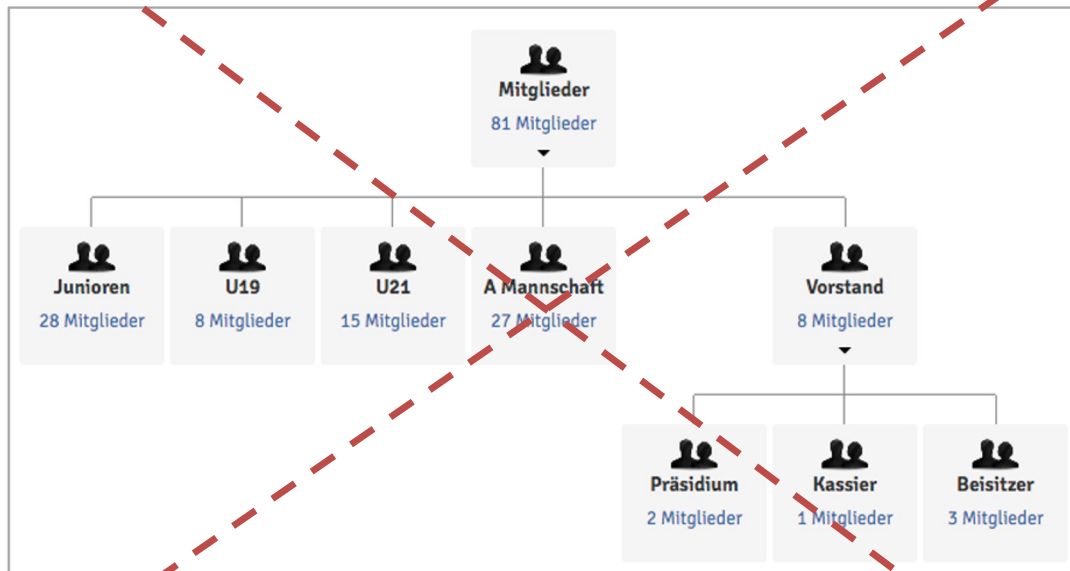 Mitglieder
81 Mitglieder
Junioren
28 Mitglieder
U19
8 Mitglieder
U21
15 Mitglieder
A Mannschaft
27 Mitglieder
Vorstand
8 Mitglieder
Präsidium
2 Mitglieder
Kassier
1 Mitglieder
Beisitzer
3 Mitglieder